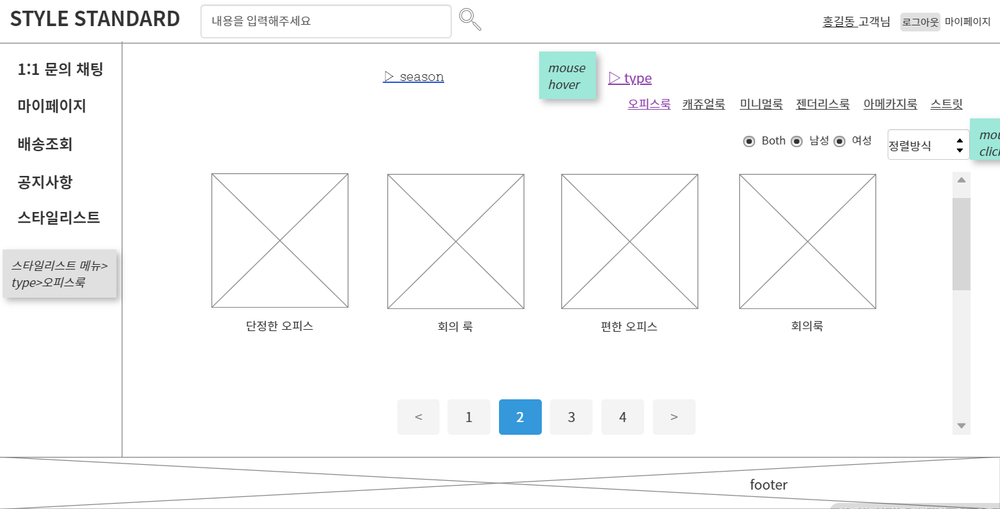 STYLE STANDARD
내용을 입력해주세요
홍길동 고객님 로그아웃 마이페이지
1:1 문의 채팅
마이페이지
배송조회
공지사항
스타일리스트
스타일리스트 메뉴>
type>오피스룩
▷ season
mouse
hover
▷ type
오피스룩 캐쥬얼룩 미니멀룩 젠더리스룩 아메카지룩 스트릿
Both 남성 여성
정렬방식
단정한 오피스
회의 룩
편한 오피스
회의룩
< 1 2 3 4 >
footer